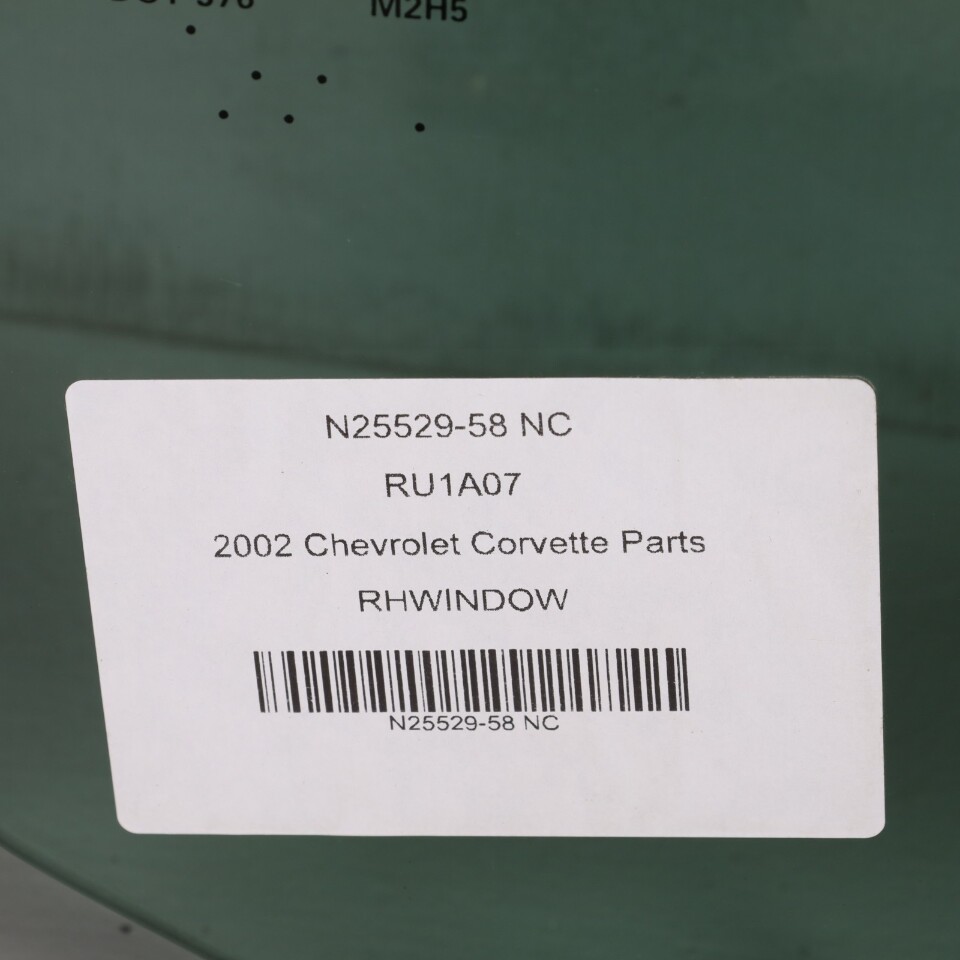 M2H5
N25529-58 NC
RU1A07
2002 Chevrolet Corvette Parts
RHWINDOW
N25529-58 NC